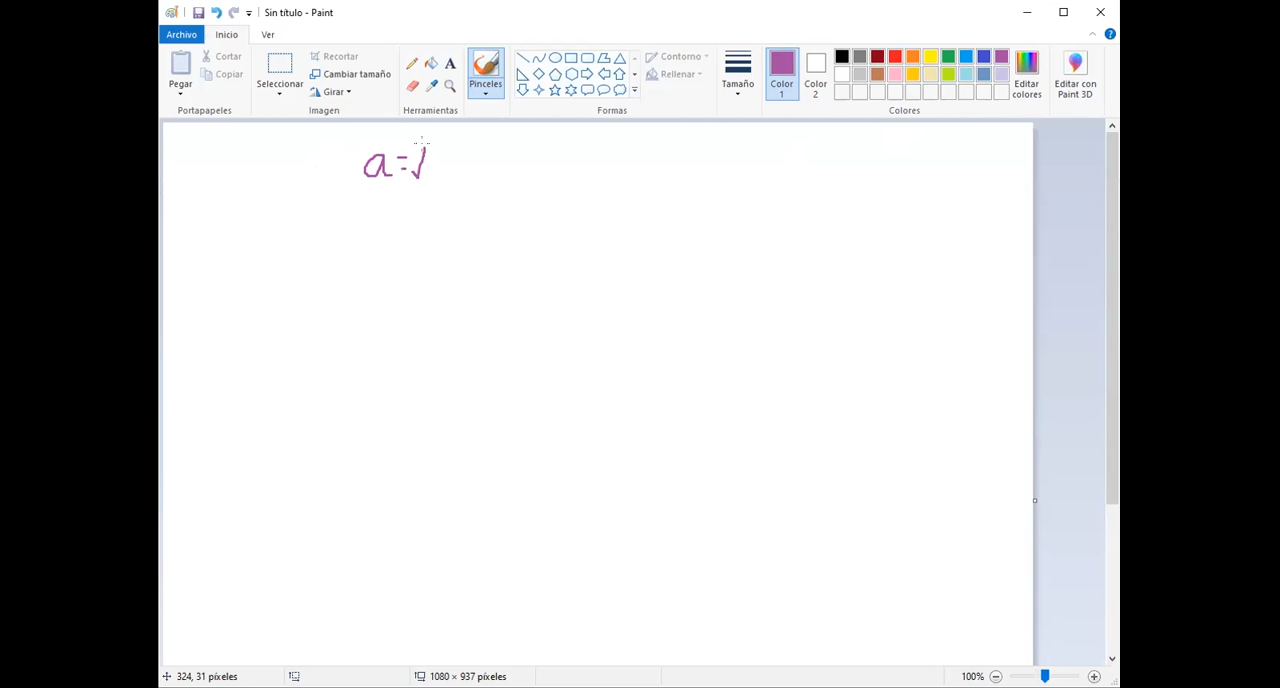 Sin título - Paint
Archivo Inicio Ver
Pegar
Cortar
Copiar
Portapapeles
Seleccionar
Recortar
Cambiar tamaño
Girar
Imagen
A
Herramientas
Pinceles
Contorno
Rellenar
Formas
Tamaño
Color 1
Color 2
Editar colores
Colores
Editar con Paint 3D
a=√
324, 31 píxeles 1080 × 937 píxeles 100%